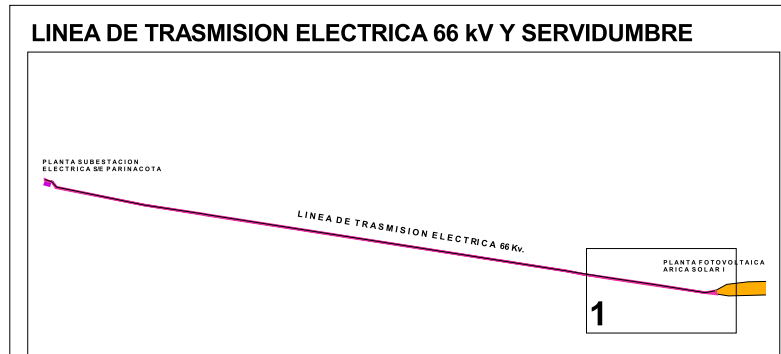 LINEA DE TRASMISION ELECTRICA 66 kV Y SERVIDUMBRE
PLANTA SUBESTACION
ELECTRICA S/E PARINACOTA
LINEA DE TRASMISION ELECTRICA 66 Kv.
PLANTA FOTOVOLTAICA
ARICA SOLAR I
1